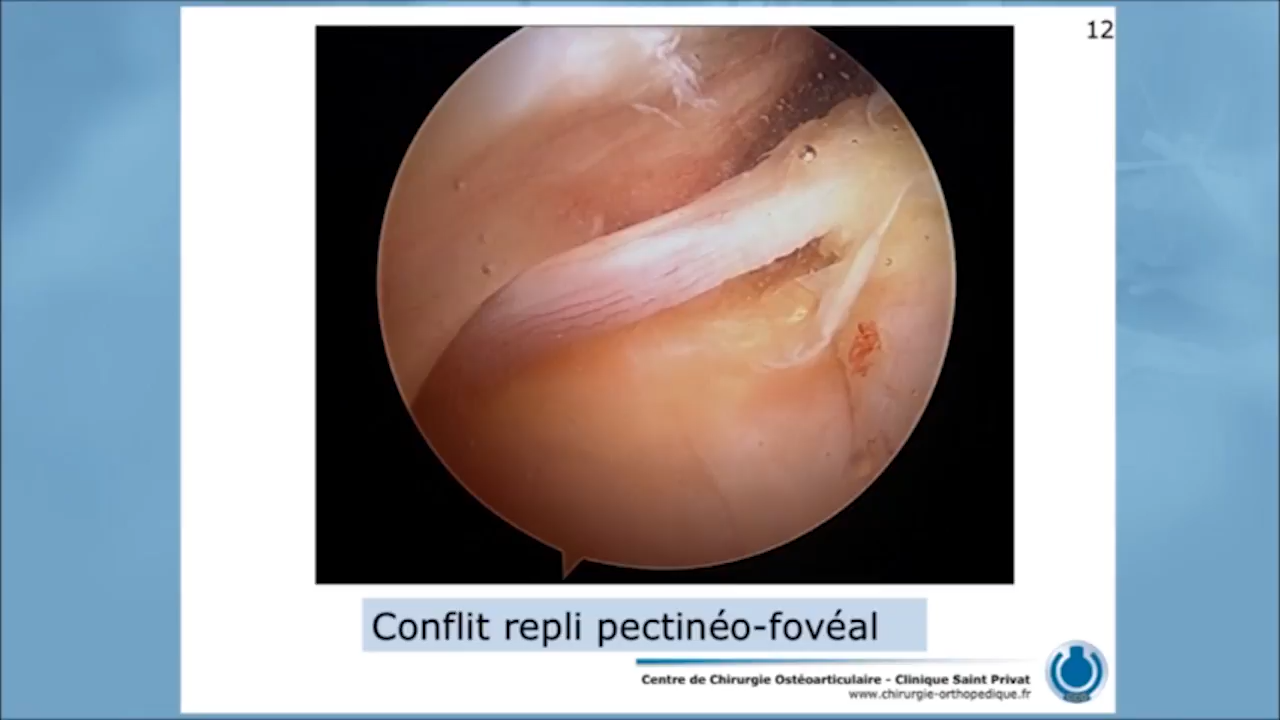 12
Conflit repli pectinéo-fovéal
Centre de Chirurgie Ostéoarticulaire - Clinique Saint Privat
www.chirurgie-orthopedique.fr